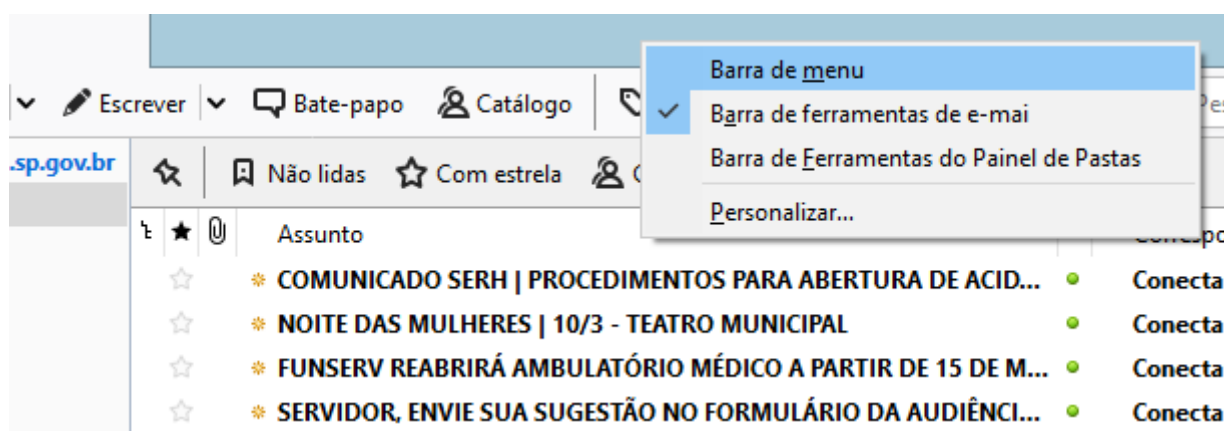 Barra de menu
Escrever Bate-papo Catálogo
Barra de ferramentas de e-mai
.sp.gov.br Não lidas Com estrela
Barra de Ferramentas do Painel de Pastas
Personalizar...
Assunto
COMUNICADO SERH | PROCEDIMENTOS PARA ABERTURA DE ACID... Conecta
NOITE DAS MULHERES | 10/3 - TEATRO MUNICIPAL Conecta
FUNSERV REABRIRÁ AMBULATÓRIO MÉDICO A PARTIR DE 15 DE M... Conecta
SERVIDOR, ENVIE SUA SUGESTÃO NO FORMULÁRIO DA AUDIÊNCI... Conecta